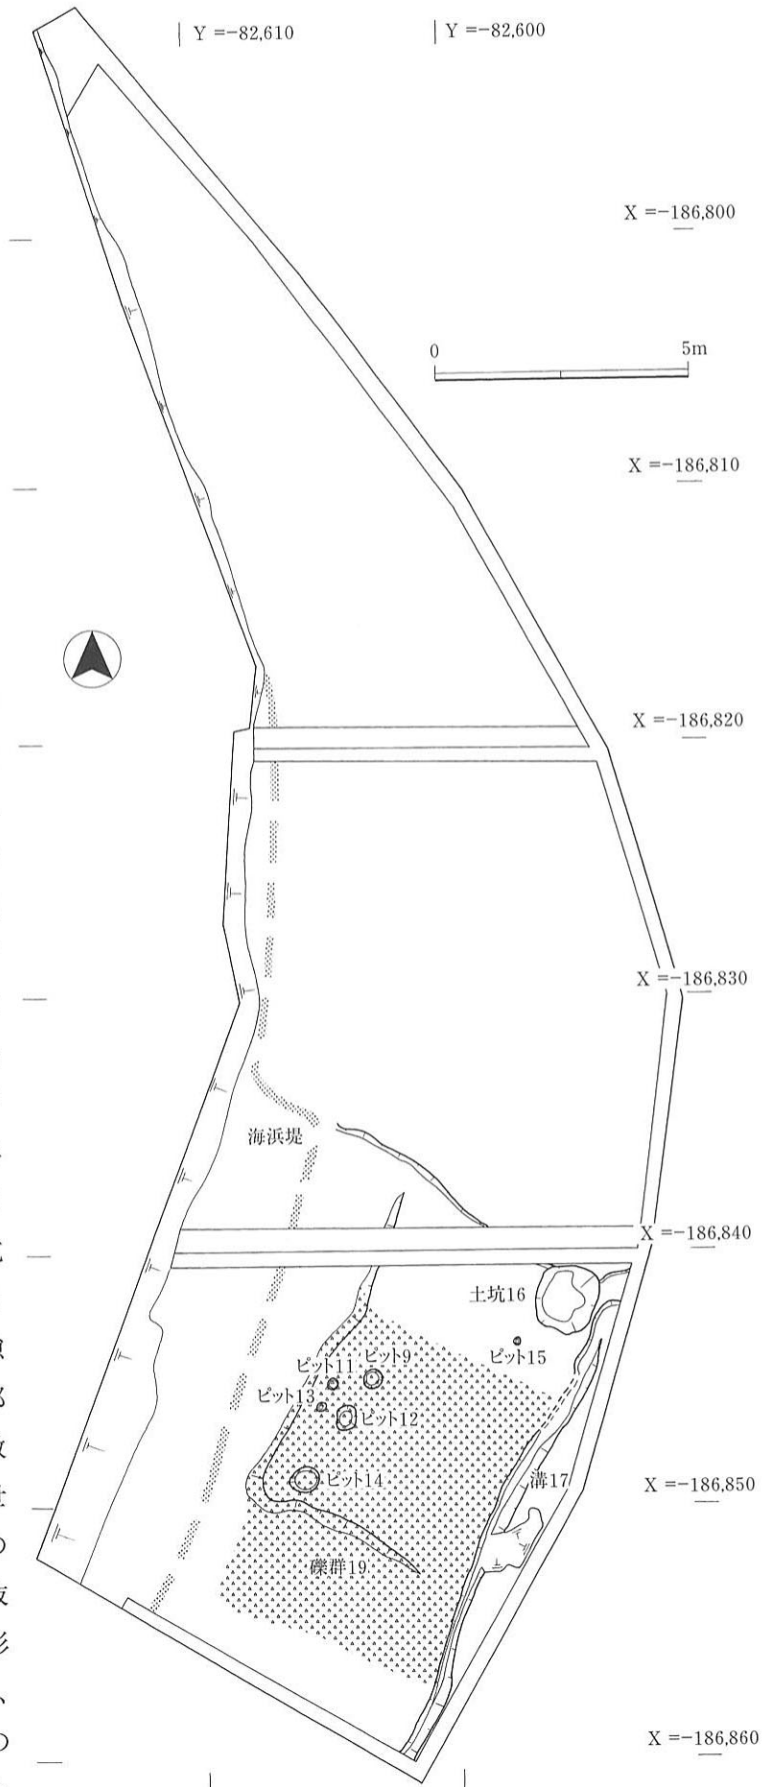 Y =-82,610
Y =-82,600
X =-186,800
0 5m
X =-186,810
X =-186,820
X =-186,830
海浜堤
X =-186,840
土坑16
ピット15
ピット11
ピット9
ピット13
ピット12
ピット14
溝17
X =-186,850
礫群19
X =-186,860